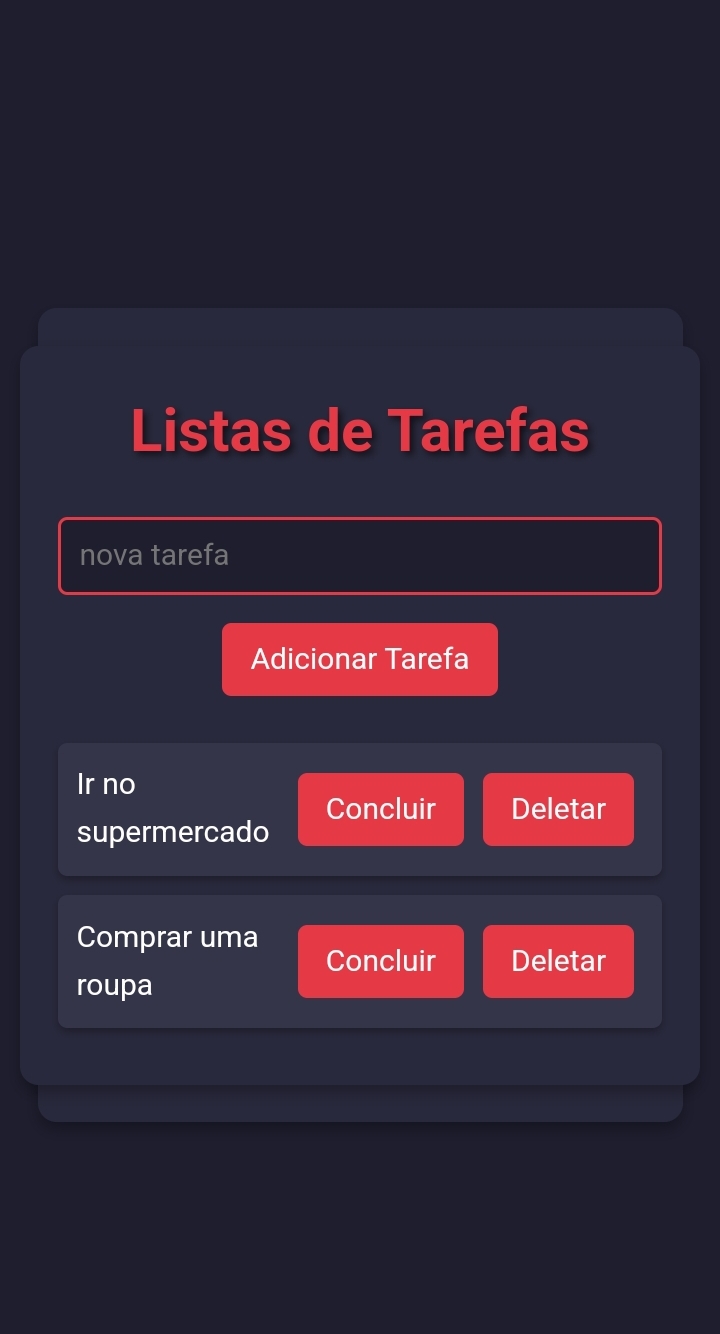 Listas de Tarefas
nova tarefa
Adicionar Tarefa
Ir no
supermercado
Concluir
Deletar
Comprar uma
roupa
Concluir
Deletar